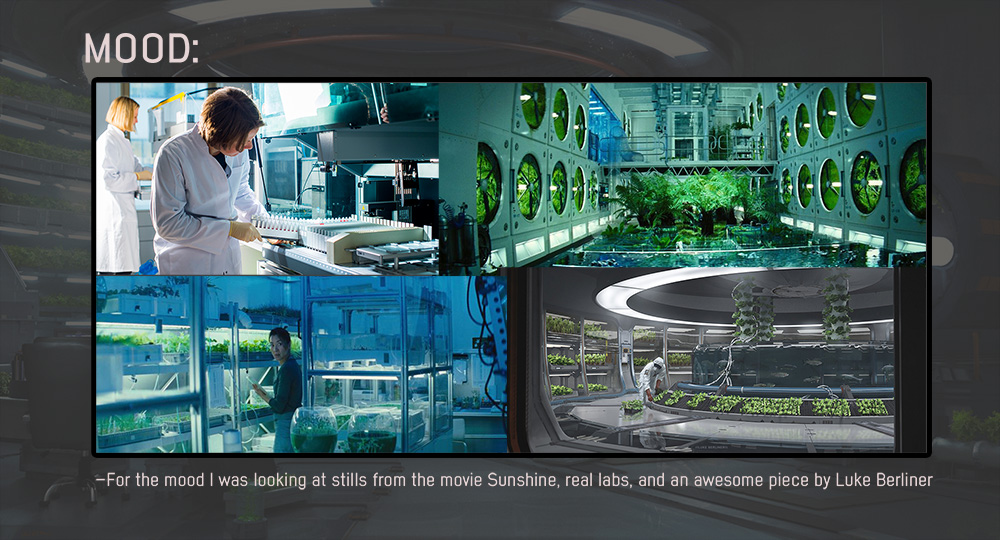 MOOD:
–For the mood I was looking at stills from the movie Sunshine, real labs, and an awesome piece by Luke Berliner